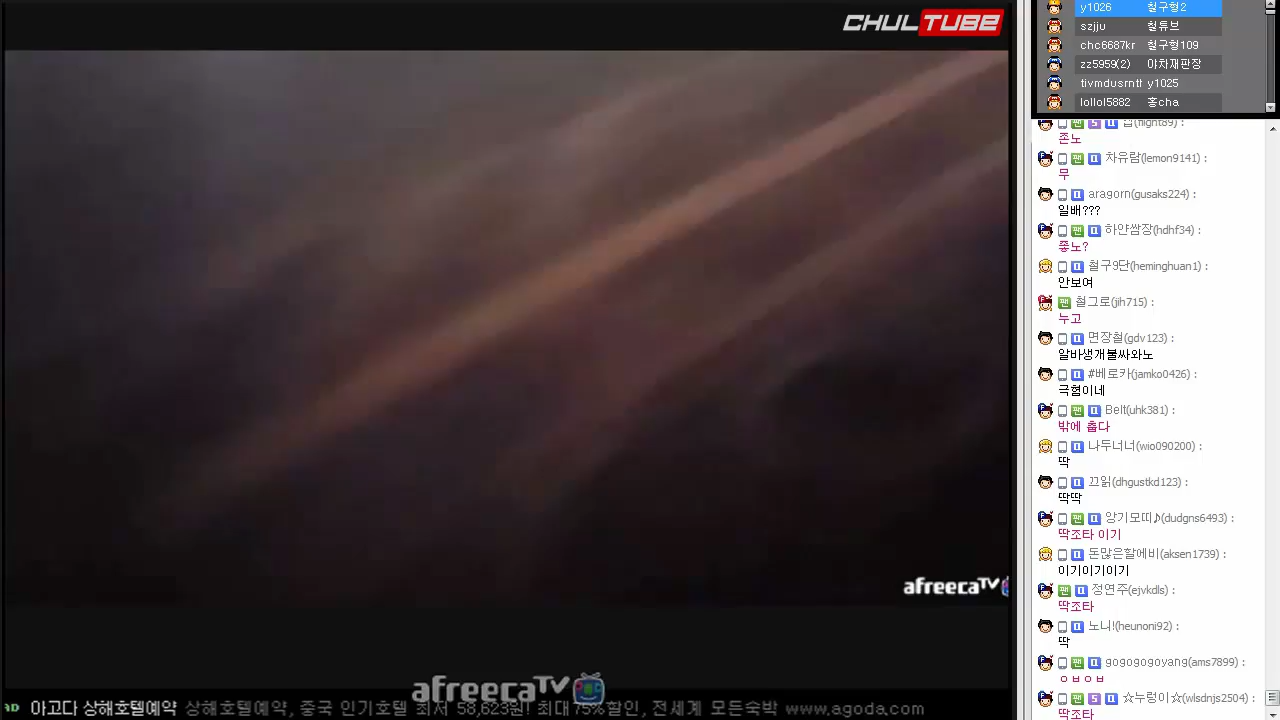 CHULTUBE
afreecaTV
afreecaTV
아고다 상해호텔예약 상해호텔예약, 중국 인기호텔 최저 58,623원! 최대 75%할인 전세계 모든숙박 www.agoda.com
y1026 철구형2
szjju 철튜브
chc6687kr 철구형109
zz5959(2) 야차재판장
tivmdusrntl y1025
lollol5882 홍cha
(flight89) :
존노
차유람(lemon9141) :
무
aragorn(gusaks224) :
일배???
하얀쌈장(hdhf34) :
좋노?
철구9단(heminghuan1) :
안보여
철그로(jih715) :
누고
면장철(gdv123) :
알바생개불싸와노
#베로카(jamko0426) :
극혐이네
Belt(uhk381) :
밖에 춥다
나두너너(wio090200) :
딱
끄읽(dhgustkd123) :
딱딱
앙기모띠♪(dudgns6493) :
딱조타 이기
돈많은할에비(aksen1739) :
이기이기이기
정연주(ejvkdls) :
딱조타
노니!(heunoni92) :
딱
gogogogoyang(ams7899) :
ㅇㅂㅇㅂ
☆누렁이☆(wlsdnjs2504) :
딱조타